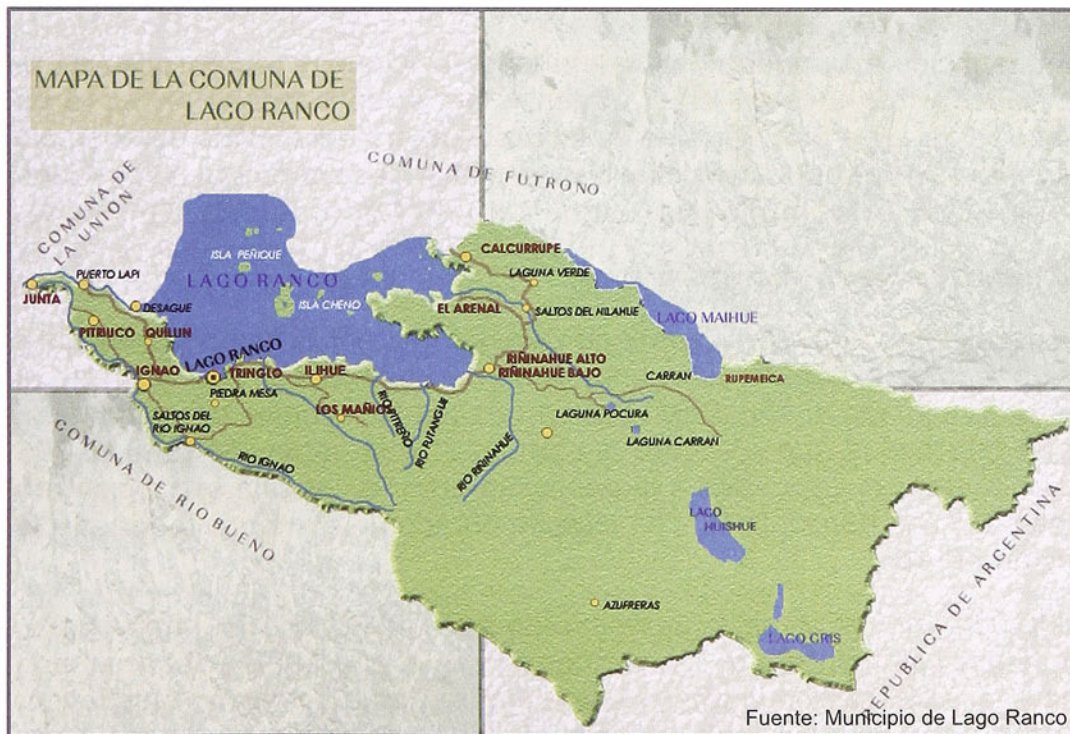 MAPA DE LA COMUNA DE
LAGO RANCO
COMUNA DE
LA UNION
COMUNA DE FUTRONO
ISLA PEÑIQUE
LAGO RANCO
ISLA CHENO
CALCURRUPE
LAGUNA VERDE
PUERTO LAPI
JUNTA
DESAGUE
EL ARENAL
SALTOS DEL NILAHUE
LAGO MAIHUE
PITRIUCO
QUILLIN
LAGO RANCO
IGNAO
TRINGLO
ILIHUE
RIÑINAHUE ALTO
RIÑINAHUE BAJO
CARRAN
RUPEMEICA
PIEDRA MESA
LOS MAÑIOS
RIO PITREÑO
RIO FUTANGUE
SALTOS DEL
RIO IGNAO
LAGUNA POCURA
LAGUNA CARRAN
RIO IGNAO
RIO RIÑINAHUE
COMUNA DE RIO BUENO
LAGO
HUISHUE
AZUFRERAS
LAGO GRIS
REPUBLICA DE ARGENTINA
Fuente: Municipio de Lago Ranco